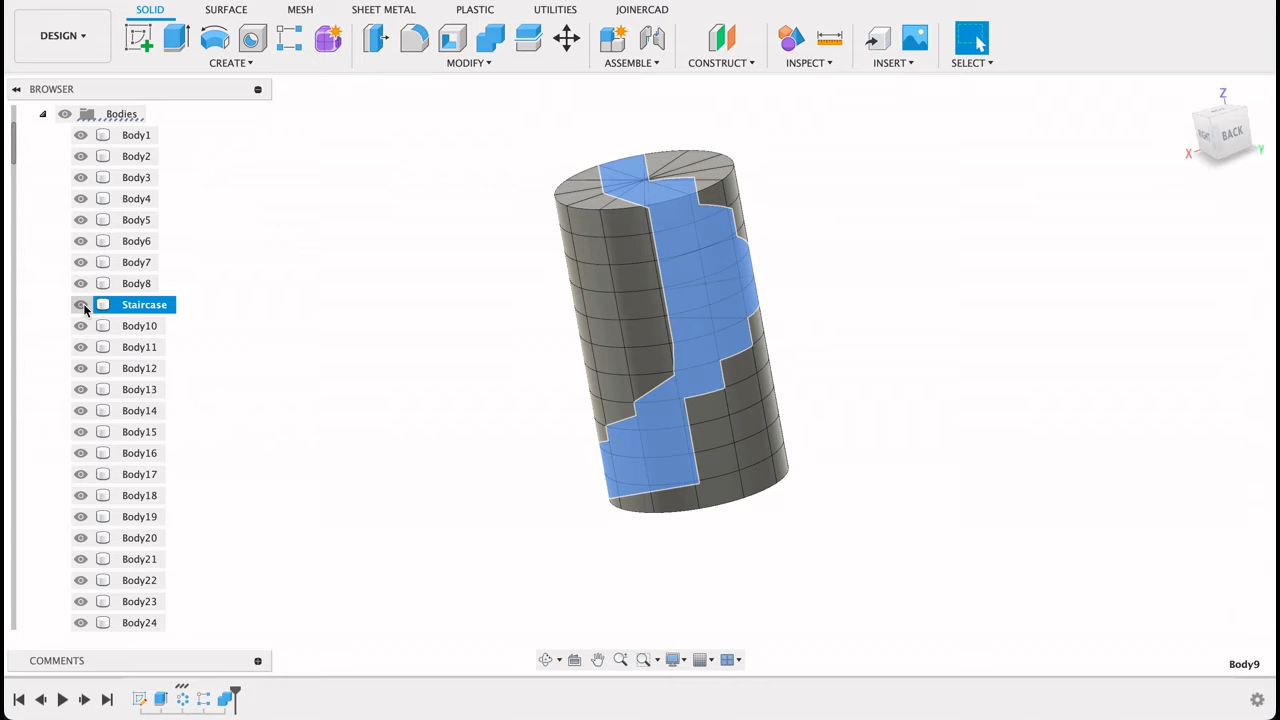 SOLID SURFACE MESH SHEET METAL PLASTIC UTILITIES JOINERCAD
DESIGN
CREATE MODIFY ASSEMBLE CONSTRUCT INSPECT INSERT SELECT
BROWSER
Bodies
Body1
Body2
Body3
Body4
Body5
Body6
Body7
Body8
Staircase
Body10
Body11
Body12
Body13
Body14
Body15
Body16
Body17
Body18
Body19
Body20
Body21
Body22
Body23
Body24
Z
RIGHT BACK
X Y
COMMENTS
Body9